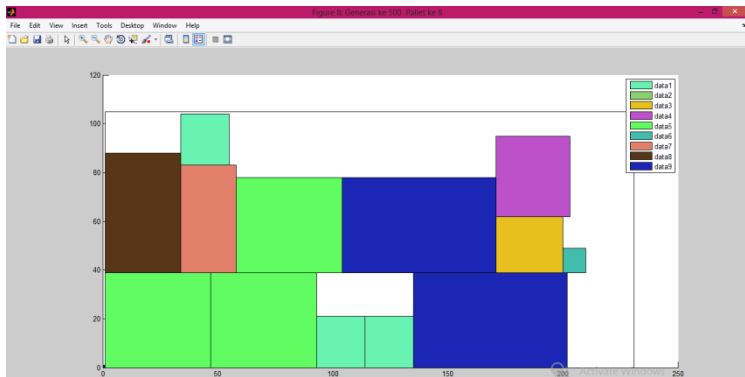 Figure 8: Generasi ke 500 Pallet ke 8
File Edit View Insert Tools Desktop Window Help
120
100
80
60
40
20
0
0 50 100 150 200 250
data1
data2
data3
data4
data5
data6
data7
data8
data9
Activate Windows